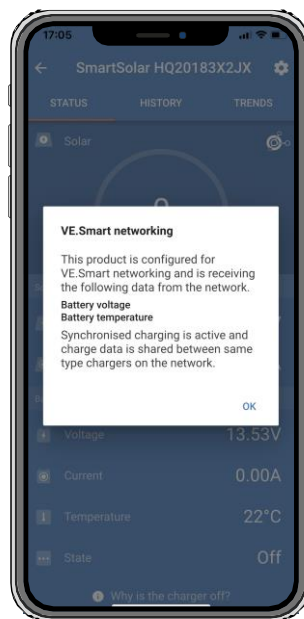 17:05
SmartSolar HQ20183X2JX
STATUS HISTORY TRENDS
Solar
VE.Smart networking
This product is configured for
VE.Smart networking and is receiving
the following data from the network.
Battery voltage
Battery temperature
Synchronised charging is active and
charge data is shared between same
type chargers on the network.
OK
Voltage 13.53V
Current 0.00A
Temperature 22°C
State Off
Why is the charger off?